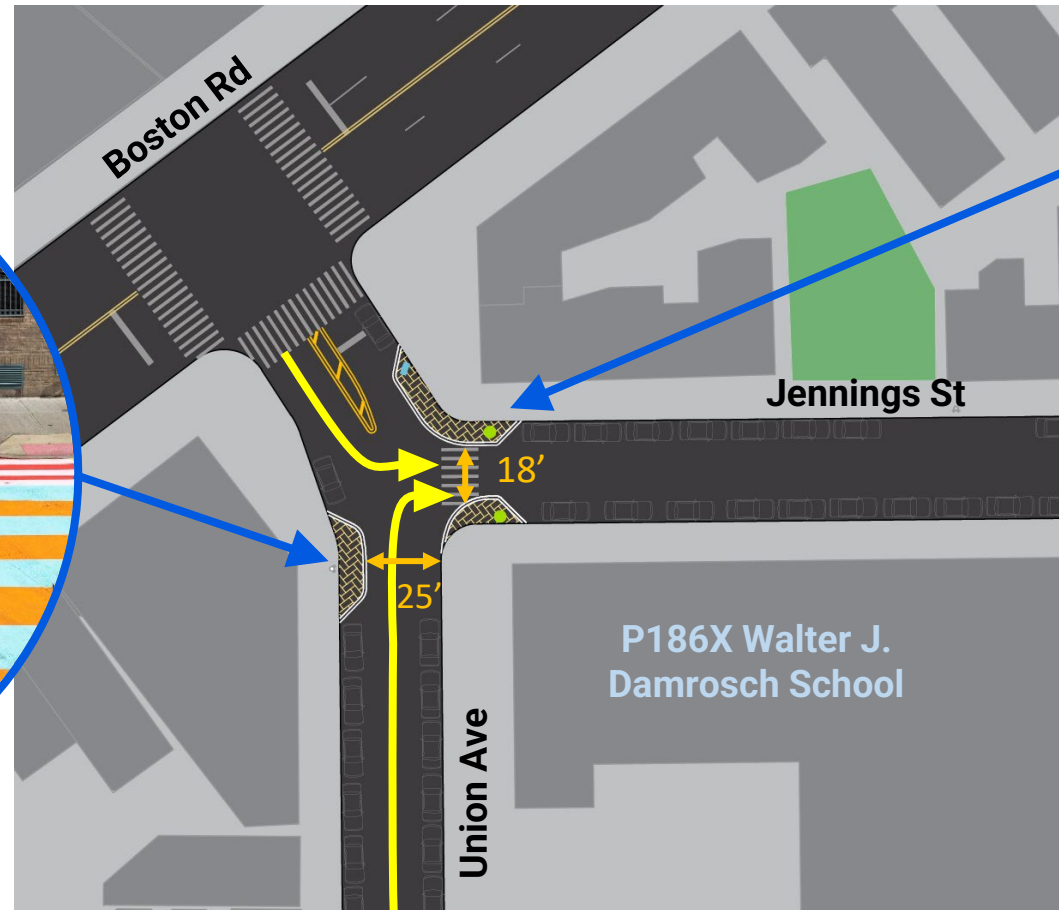 Boston Rd
Jennings St
18’
25’
P186X Walter J.
Damrosch School
Union Ave